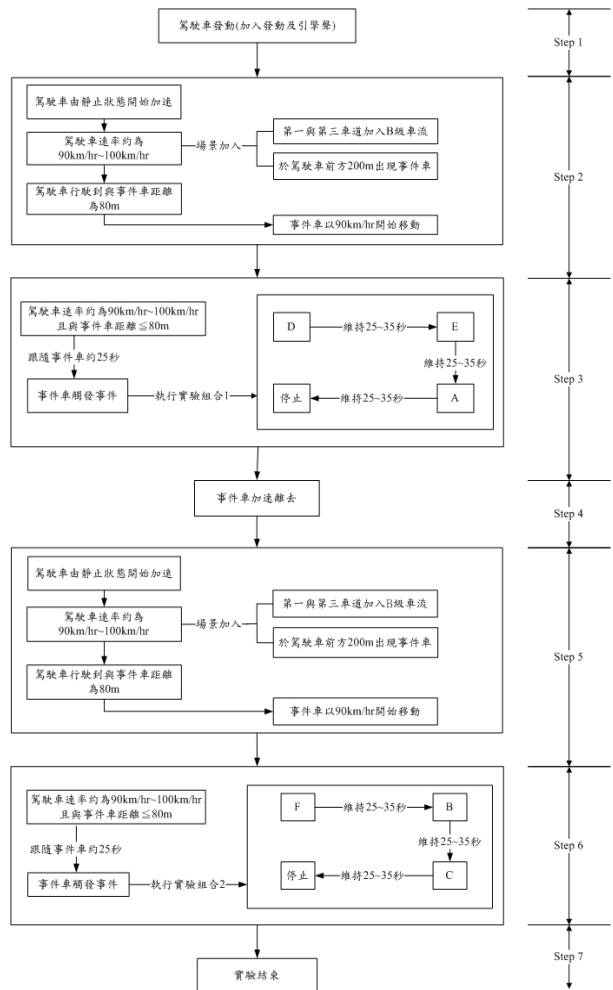 駕駛車發動(加入發動及引擎聲)
Step 1
駕駛車由靜止狀態開始加速
駕駛車速率約為
90km/hr~100km/hr
場景加入
第一與第三車道加入B級車流
於駕駛車前方200m出現事件車
駕駛車行駛到與事件車距離
為80m
事件車以90km/hr開始移動
Step 2
駕駛車速率約為90km/hr~100km/hr
且與事件車距離≦80m
跟隨事件車約25秒
事件車觸發事件
執行實驗組合1
D
維持25~35秒
E
維持25~35秒
A
維持25~35秒
停止
Step 3
事件車加速離去
Step 4
駕駛車由靜止狀態開始加速
駕駛車速率約為
90km/hr~100km/hr
場景加入
第一與第三車道加入B級車流
於駕駛車前方200m出現事件車
駕駛車行駛到與事件車距離
為80m
事件車以90km/hr開始移動
Step 5
駕駛車速率約為90km/hr~100km/hr
且與事件車距離≦80m
跟隨事件車約25秒
事件車觸發事件
執行實驗組合2
F
維持25~35秒
B
維持25~35秒
C
維持25~35秒
停止
Step 6
實驗結束
Step 7